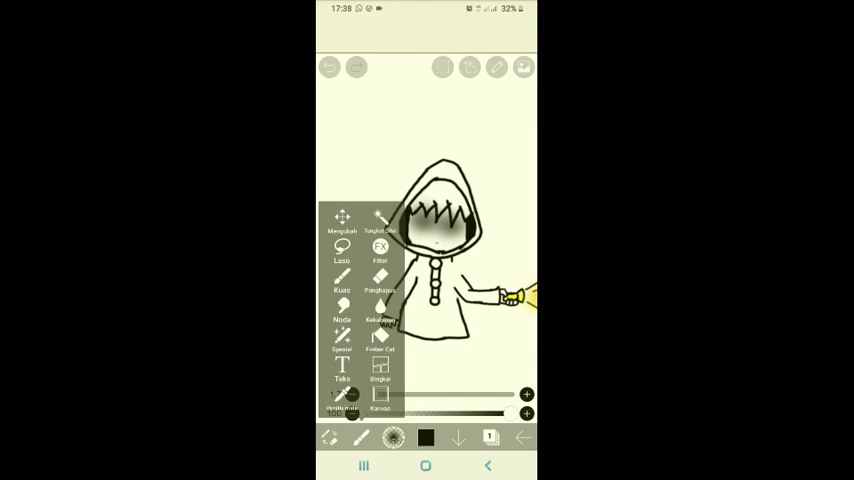 17:38
32%
Mengubah
Tongkat Sihir
Laso
FX
Filter
Kuas
Penghapus
Noda
Kekaburan
Spesial
Ember Cat
T
Teks
Bingkai
Kanvas
1